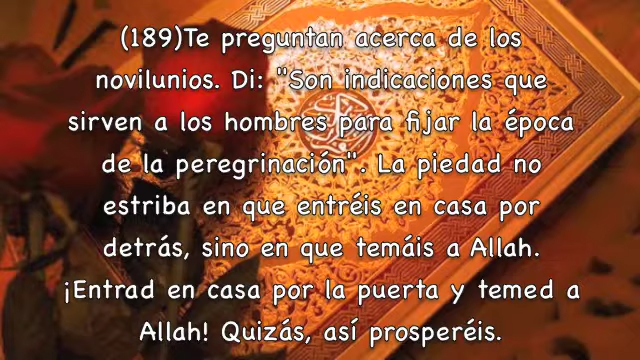 (189)Te preguntan acerca de los
novilunios. Di: "Son indicaciones que
sirven a los hombres para fijar la época
de la peregrinación". La piedad no
estriba en que entréis en casa por
detrás, sino en que temáis a Allah.
¡Entrad en casa por la puerta y temed a
Allah! Quizás, así prosperéis.